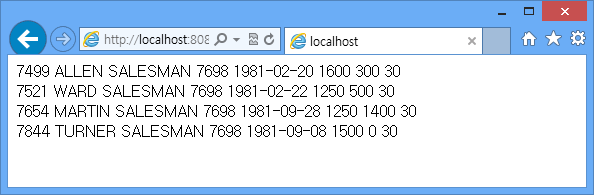 http://localhost:808
localhost
7499 ALLEN SALESMAN 7698 1981-02-20 1600 300 30
7521 WARD SALESMAN 7698 1981-02-22 1250 500 30
7654 MARTIN SALESMAN 7698 1981-09-28 1250 1400 30
7844 TURNER SALESMAN 7698 1981-09-08 1500 0 30